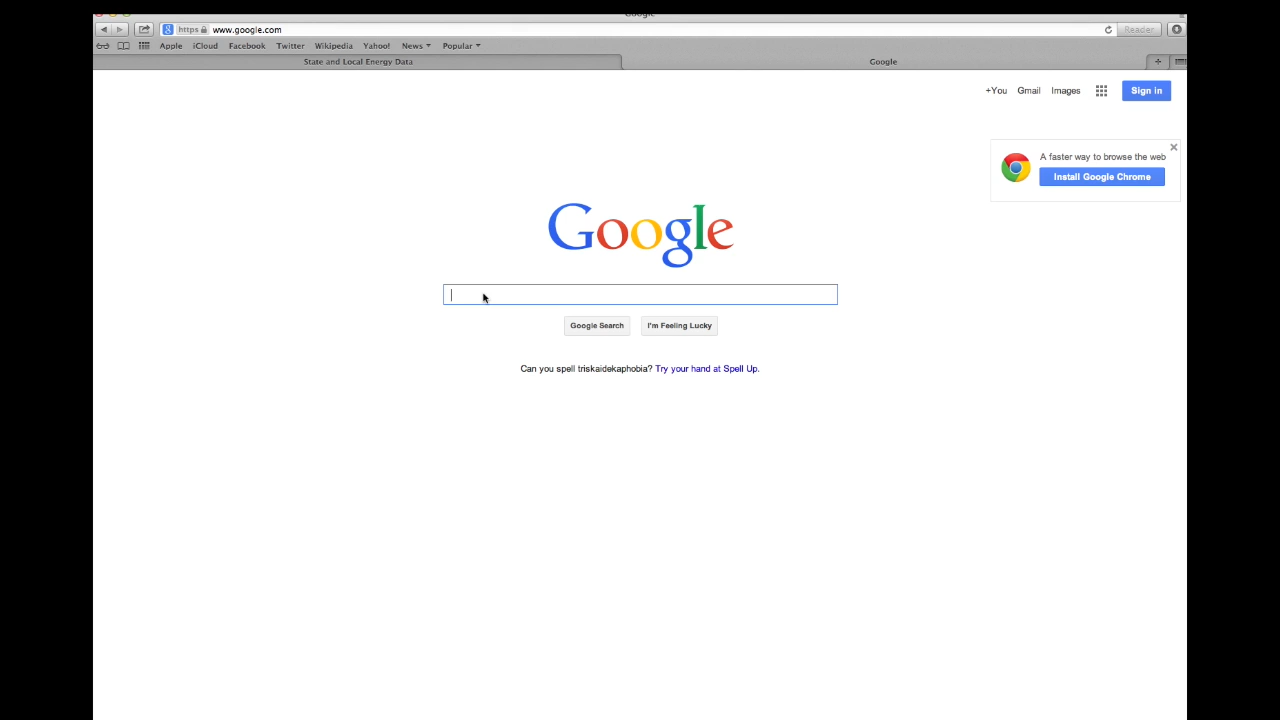 Google
https www.google.com Reader
Apple iCloud Facebook Twitter Wikipedia Yahoo! News Popular
State and Local Energy Data Google
+You Gmail Images Sign in
A faster way to browse the web
Install Google Chrome
Google
Google Search I'm Feeling Lucky
Can you spell triskaidekaphobia? Try your hand at Spell Up.